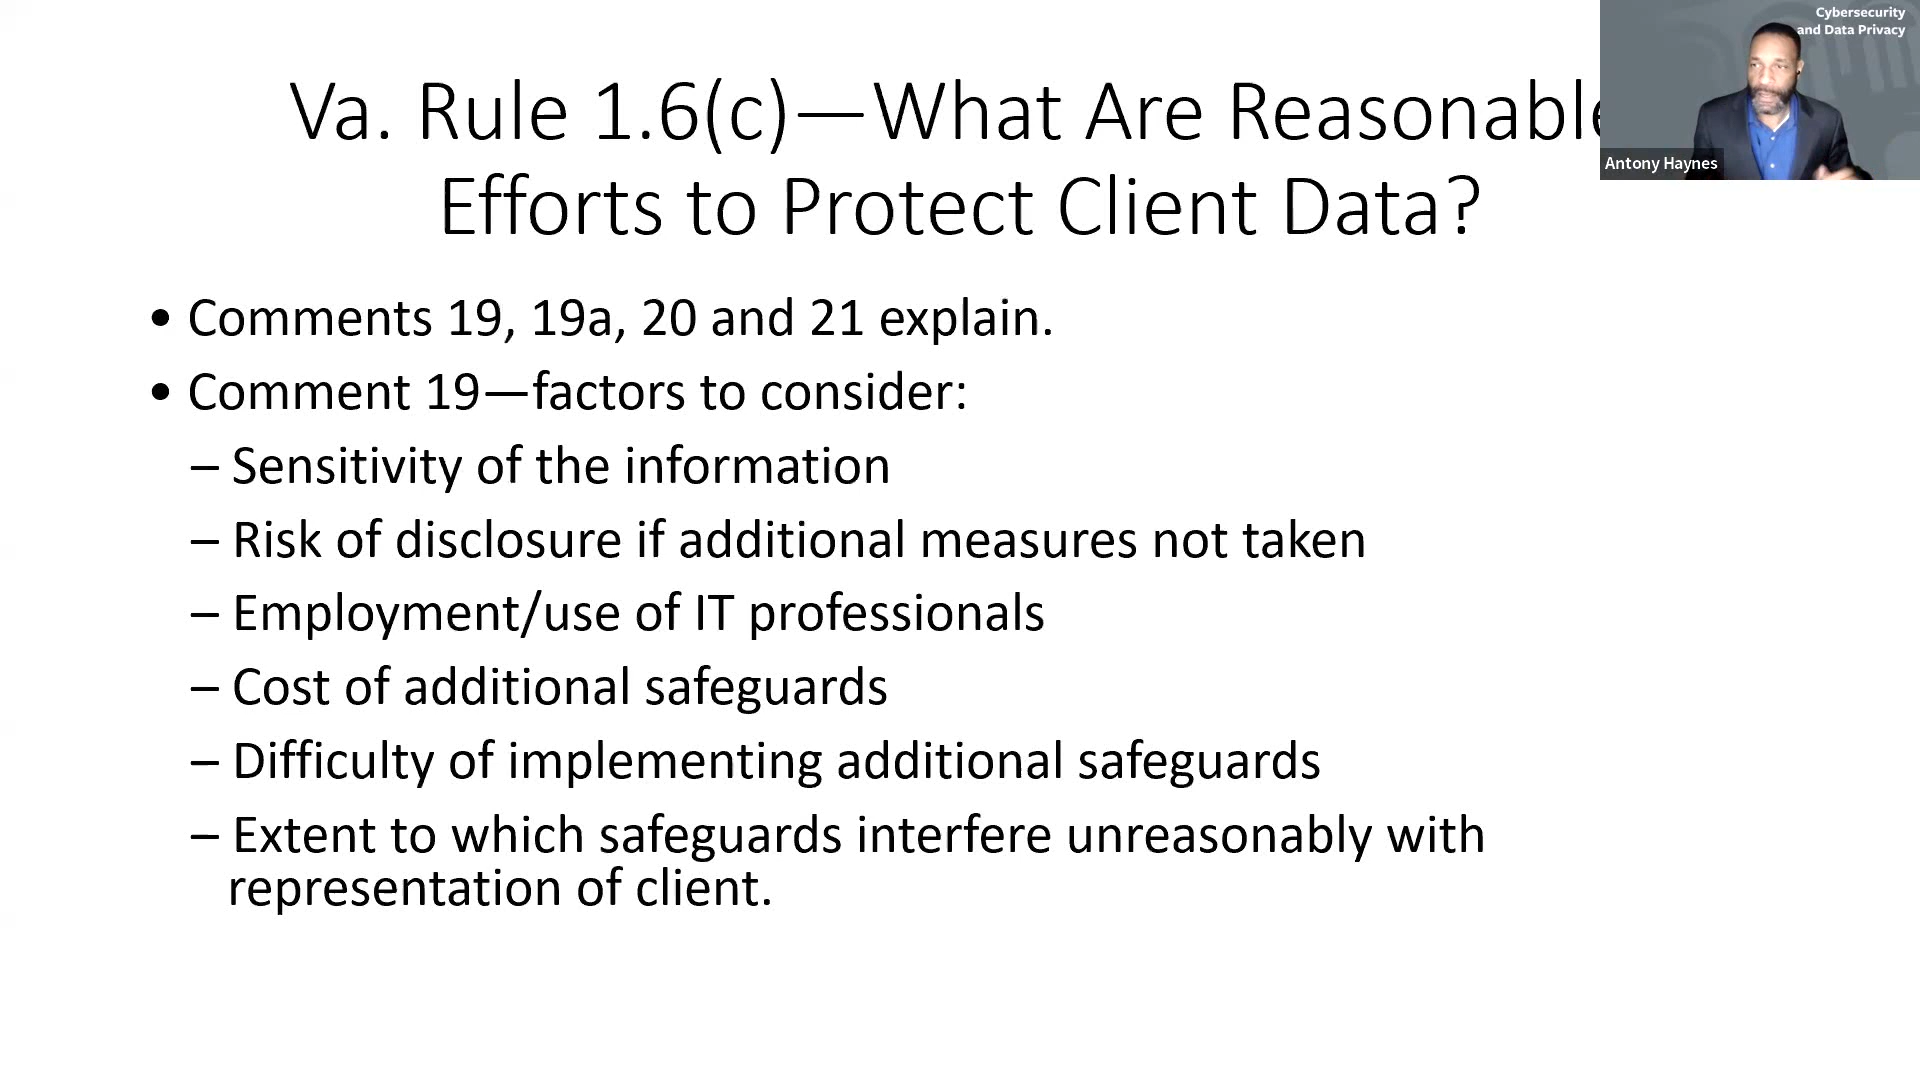 Cybersecurity
and Data Privacy
Antony Haynes
Va. Rule 1.6(c)—What Are Reasonable
Efforts to Protect Client Data?
• Comments 19, 19a, 20 and 21 explain.
• Comment 19—factors to consider:
– Sensitivity of the information
– Risk of disclosure if additional measures not taken
– Employment/use of IT professionals
– Cost of additional safeguards
– Difficulty of implementing additional safeguards
– Extent to which safeguards interfere unreasonably with
representation of client.